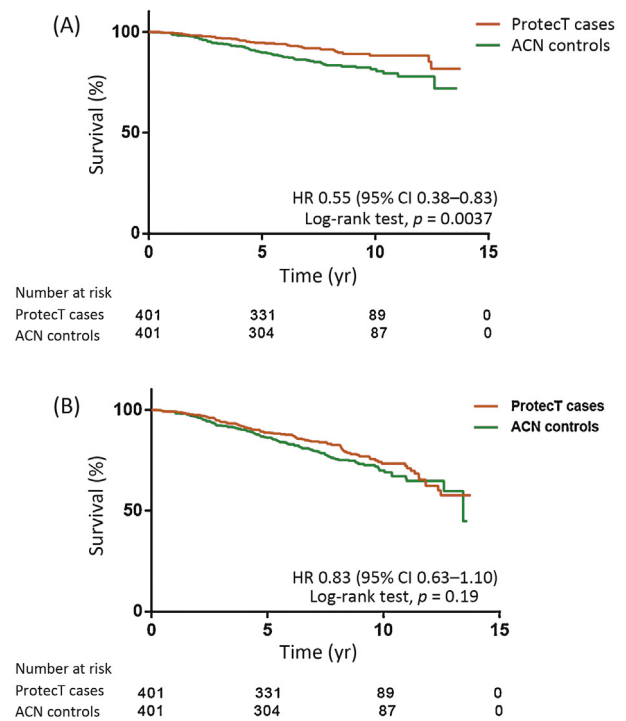 (A)
ProtecT cases
ACN controls
100
50
0
Survival (%)
HR 0.55 (95% CI 0.38–0.83)
Log-rank test, p = 0.0037
0 5 10 15
Time (yr)
Number at risk
ProtecT cases 401 331 89 0
ACN controls 401 304 87 0
(B)
ProtecT cases
ACN controls
100
50
0
Survival (%)
HR 0.83 (95% CI 0.63–1.10)
Log-rank test, p = 0.19
0 5 10 15
Time (yr)
Number at risk
ProtecT cases 401 331 89 0
ACN controls 401 304 87 0